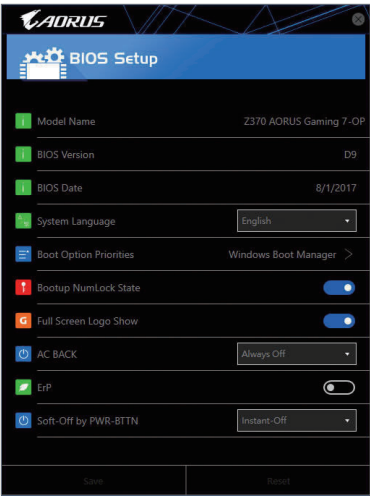 AORUS
BIOS Setup
Model Name Z370 AORUS Gaming 7-OP
BIOS Version D9
BIOS Date 8/1/2017
System Language English
Boot Option Priorities Windows Boot Manager
Bootup NumLock State
G Full Screen Logo Show
AC BACK Always Off
ErP
Soft-Off by PWR-BTTN Instant-Off
Save Reset